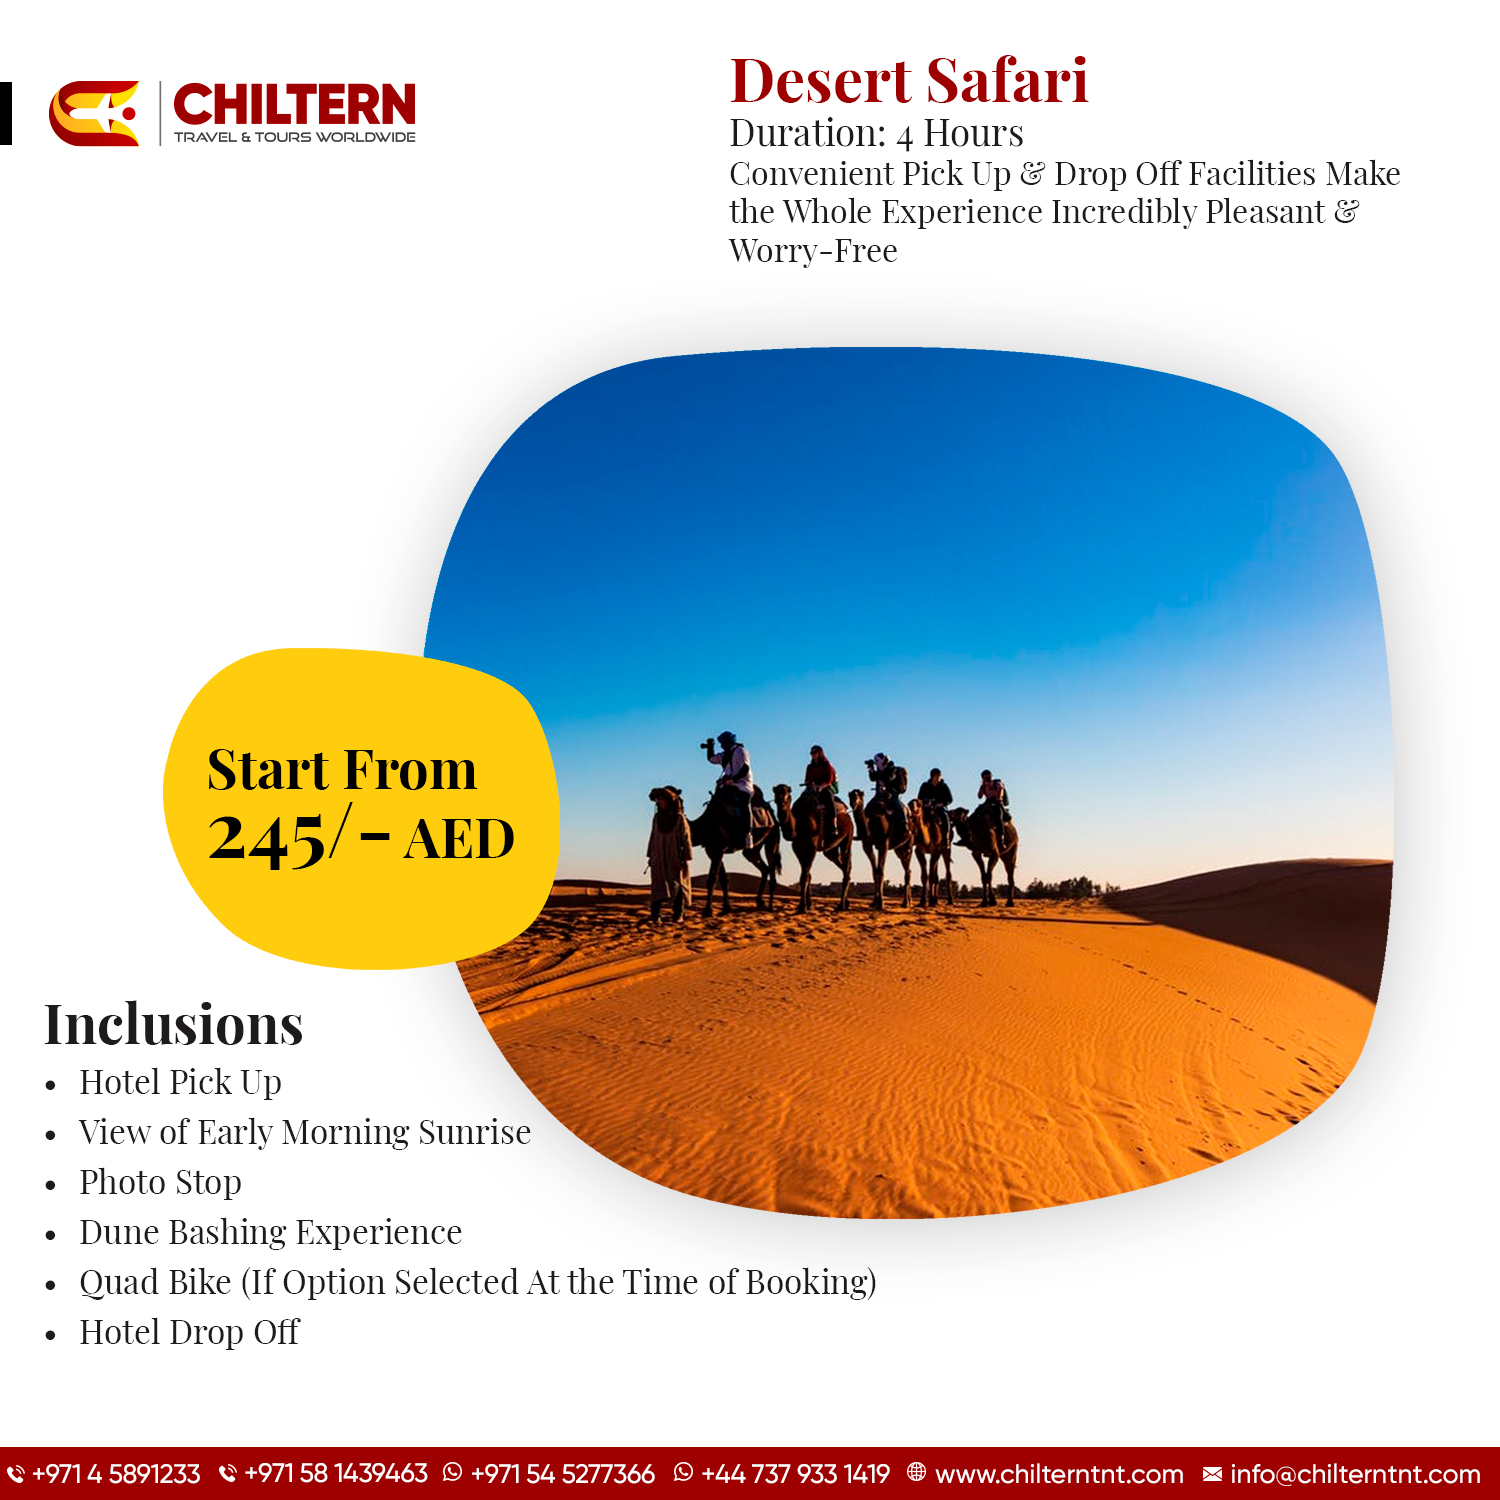 CHILTERN
TRAVEL & TOURS WORLDWIDE
Desert Safari
Duration: 4 Hours
Convenient Pick Up & Drop Off Facilities Make
the Whole Experience Incredibly Pleasant &
Worry-Free
Start From
245/- AED
Inclusions
• Hotel Pick Up
• View of Early Morning Sunrise
• Photo Stop
• Dune Bashing Experience
• Quad Bike (If Option Selected At the Time of Booking)
• Hotel Drop Off
+971 4 5891233 +971 58 1439463 +971 54 5277366 +44 737 933 1419 www.chilterntnt.com info@chilterntnt.com